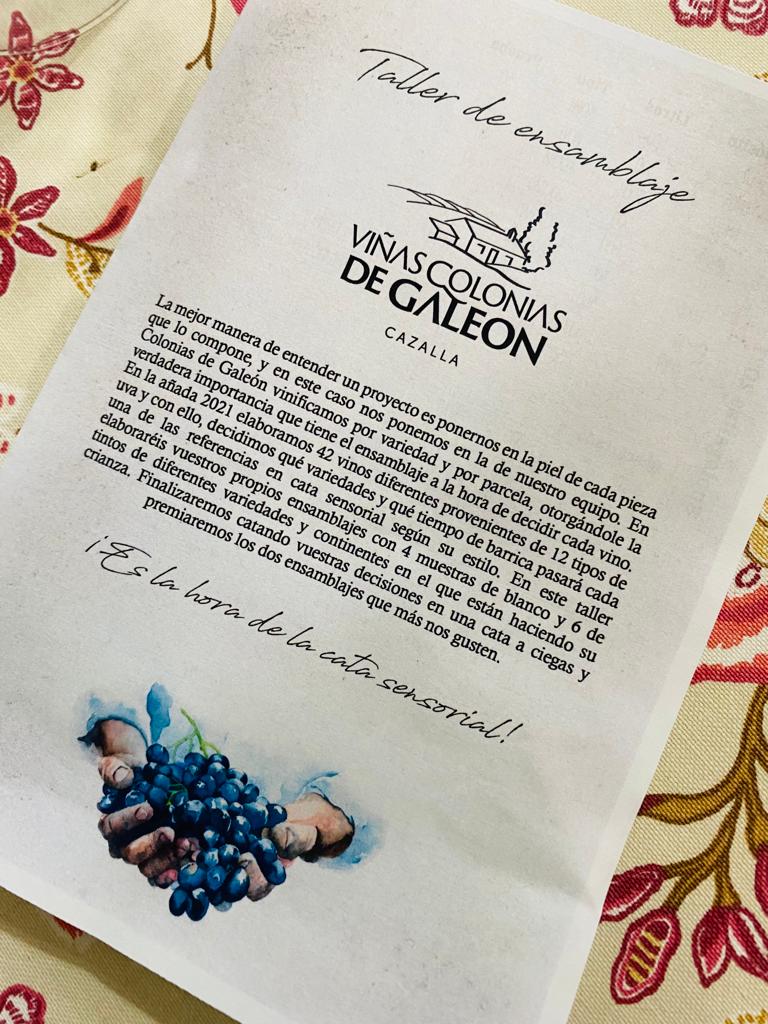 Taller de ensamblaje
VIÑAS COLONIAS
DE GALEON
CAZALLA
La mejor manera de entender un proyecto es ponernos en la piel de cada pieza
que lo compone, y en este caso nos ponemos en la de nuestro equipo. En
Colonias de Galeón vinificamos por variedad y por parcela, otorgándole la
verdadera importancia que tiene el ensamblaje a la hora de decidir cada vino.
En la añada 2021 elaboramos 42 vinos diferentes provenientes de 12 tipos de
uva y con ello, decidimos qué variedades y qué tiempo de barrica pasará cada
una de las referencias en cata sensorial según su estilo. En este taller
elaboraréis vuestros propios ensamblajes con 4 muestras de blanco y 6 de
tintos de diferentes variedades y continentes en el que están haciendo su
crianza. Finalizaremos catando vuestras decisiones en una cata a ciegas y
premiaremos los dos ensamblajes que más nos gusten.
¡Es la hora de la cata sensorial!